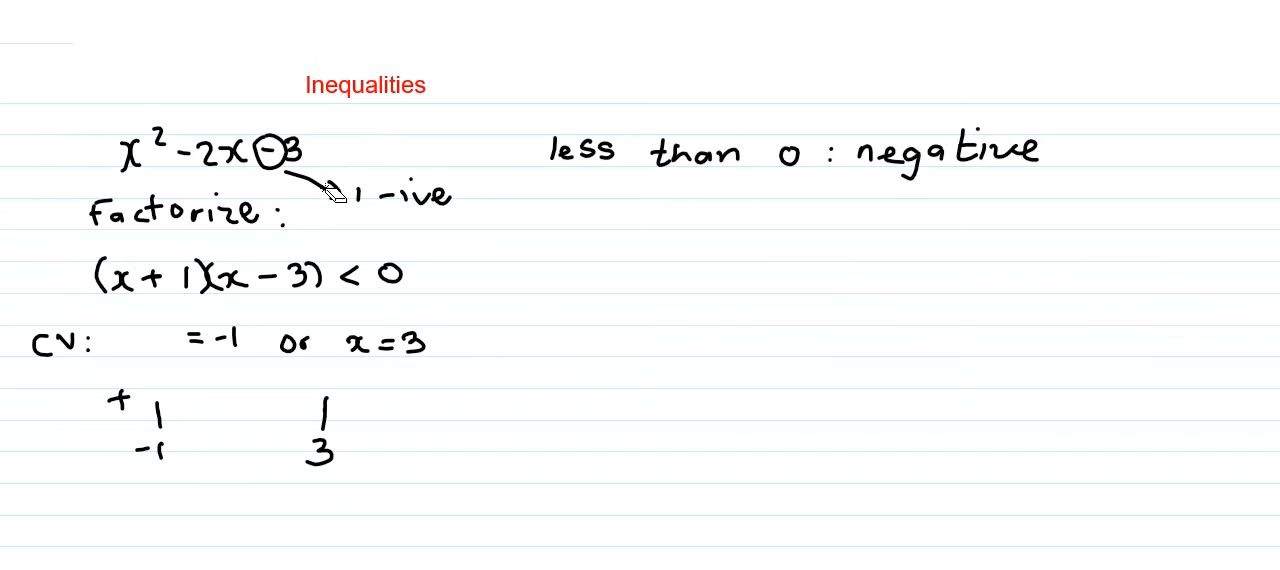 Inequalities
x² - 2x - 3 less than 0 : negative
1 -ive
Factorize :
(x + 1)(x - 3) < 0
CV: = -1 or x = 3
+
-1 3